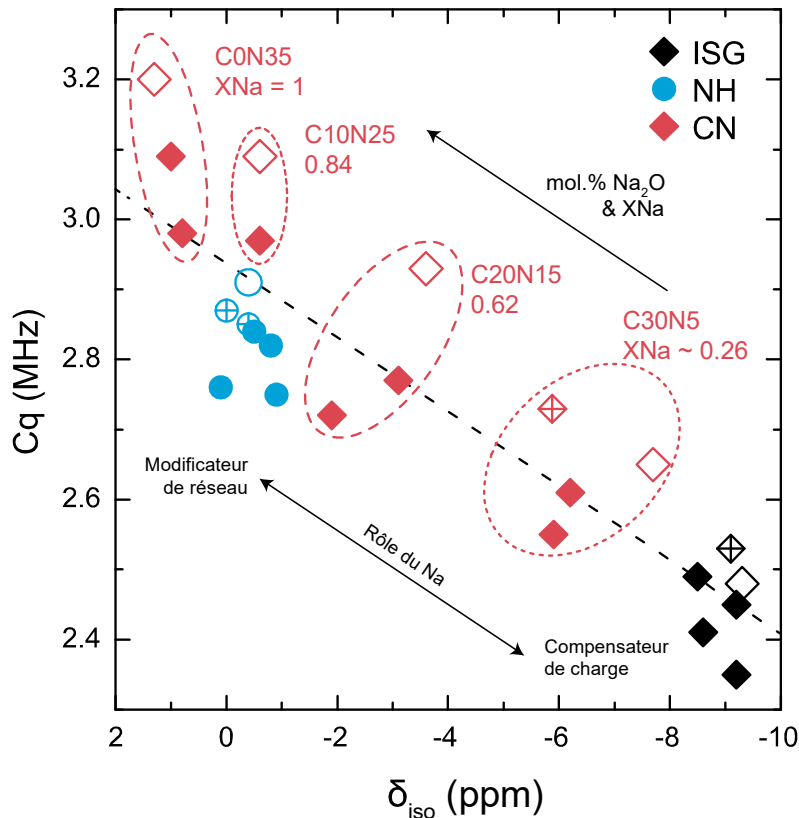 C0N35
XNa = 1
C10N25
0.84
ISG
NH
CN
mol.% Na₂O
& XNa
C20N15
0.62
C30N5
XNa ~ 0.26
Modificateur
de réseau
Rôle du Na
Compensateur
de charge
Cq (MHz)
3.2
3.0
2.8
2.6
2.4
2
0
-2
-4
-6
-8
-10
δiso (ppm)